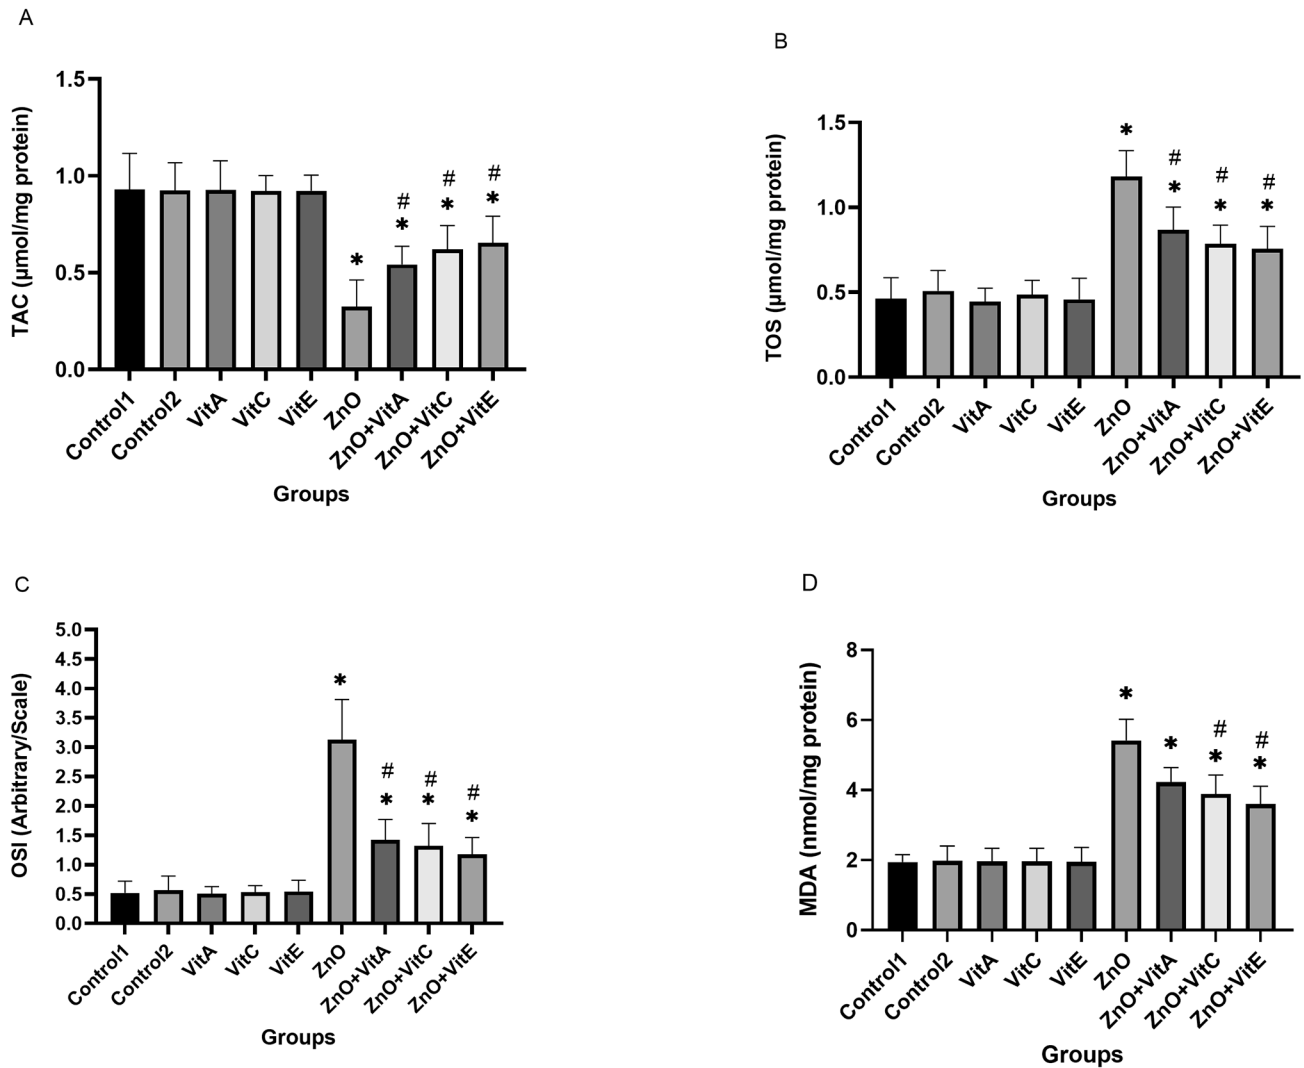 A
TAC (µmol/mg protein)
1.5
1.0
0.5
0.0
*
#
*
#
*
#
*
Control1
Control2
VitA
VitC
VitE
ZnO
ZnO+VitA
ZnO+VitC
ZnO+VitE
Groups
B
TOS (µmol/mg protein)
1.5
1.0
0.5
0.0
*
#
*
#
*
#
*
Control1
Control2
VitA
VitC
VitE
ZnO
ZnO+VitA
ZnO+VitC
ZnO+VitE
Groups
C
OSI (Arbitrary/Scale)
5.0
4.5
4.0
3.5
3.0
2.5
2.0
1.5
1.0
0.5
0.0
*
#
*
#
*
#
*
Control1
Control2
VitA
VitC
VitE
ZnO
ZnO+VitA
ZnO+VitC
ZnO+VitE
Groups
D
MDA (nmol/mg protein)
8
6
4
2
0
*
*
#
*
#
*
Control1
Control2
VitA
VitC
VitE
ZnO
ZnO+VitA
ZnO+VitC
ZnO+VitE
Groups